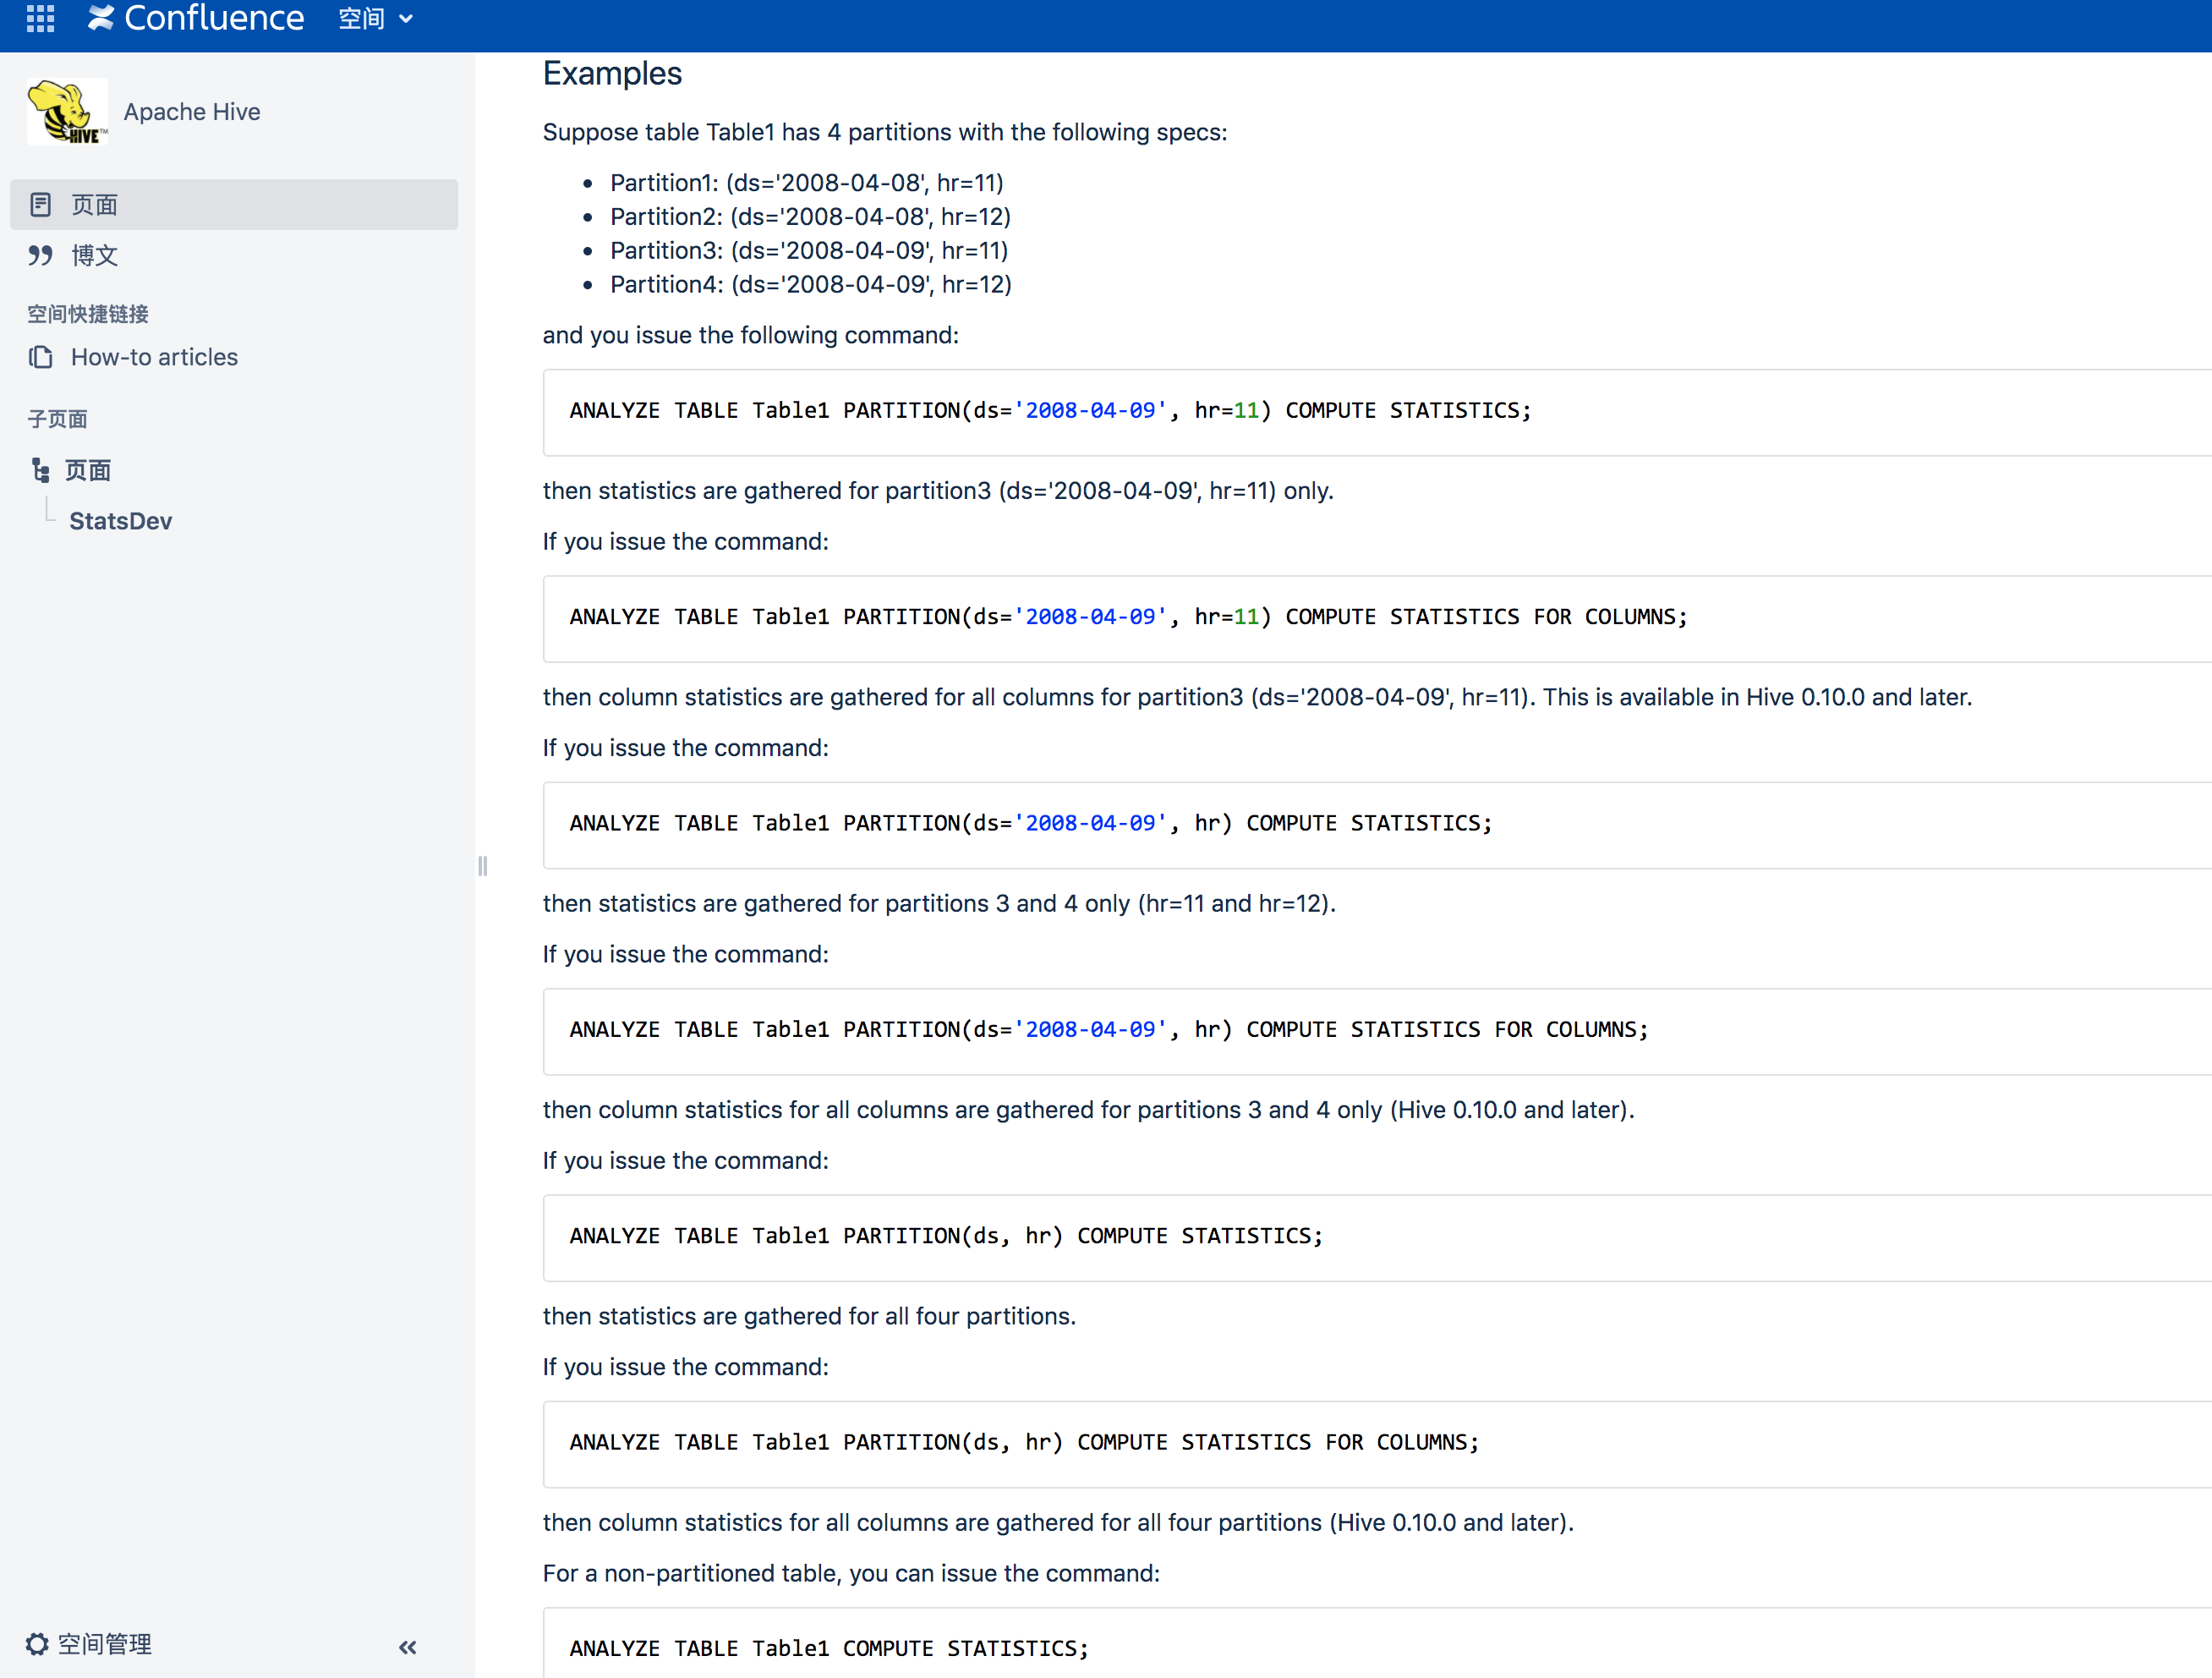 Confluence 空间
HIVE™
Apache Hive
页面
博文
空间快捷链接
How-to articles
子页面
页面
StatsDev
空间管理
Examples
Suppose table Table1 has 4 partitions with the following specs:
Partition1: (ds='2008-04-08', hr=11)
Partition2: (ds='2008-04-08', hr=12)
Partition3: (ds='2008-04-09', hr=11)
Partition4: (ds='2008-04-09', hr=12)
and you issue the following command:
ANALYZE TABLE Table1 PARTITION(ds='2008-04-09', hr=11) COMPUTE STATISTICS;
then statistics are gathered for partition3 (ds='2008-04-09', hr=11) only.
If you issue the command:
ANALYZE TABLE Table1 PARTITION(ds='2008-04-09', hr=11) COMPUTE STATISTICS FOR COLUMNS;
then column statistics are gathered for all columns for partition3 (ds='2008-04-09', hr=11). This is available in Hive 0.10.0 and later.
If you issue the command:
ANALYZE TABLE Table1 PARTITION(ds='2008-04-09', hr) COMPUTE STATISTICS;
then statistics are gathered for partitions 3 and 4 only (hr=11 and hr=12).
If you issue the command:
ANALYZE TABLE Table1 PARTITION(ds='2008-04-09', hr) COMPUTE STATISTICS FOR COLUMNS;
then column statistics for all columns are gathered for partitions 3 and 4 only (Hive 0.10.0 and later).
If you issue the command:
ANALYZE TABLE Table1 PARTITION(ds, hr) COMPUTE STATISTICS;
then statistics are gathered for all four partitions.
If you issue the command:
ANALYZE TABLE Table1 PARTITION(ds, hr) COMPUTE STATISTICS FOR COLUMNS;
then column statistics for all columns are gathered for all four partitions (Hive 0.10.0 and later).
For a non-partitioned table, you can issue the command:
ANALYZE TABLE Table1 COMPUTE STATISTICS;